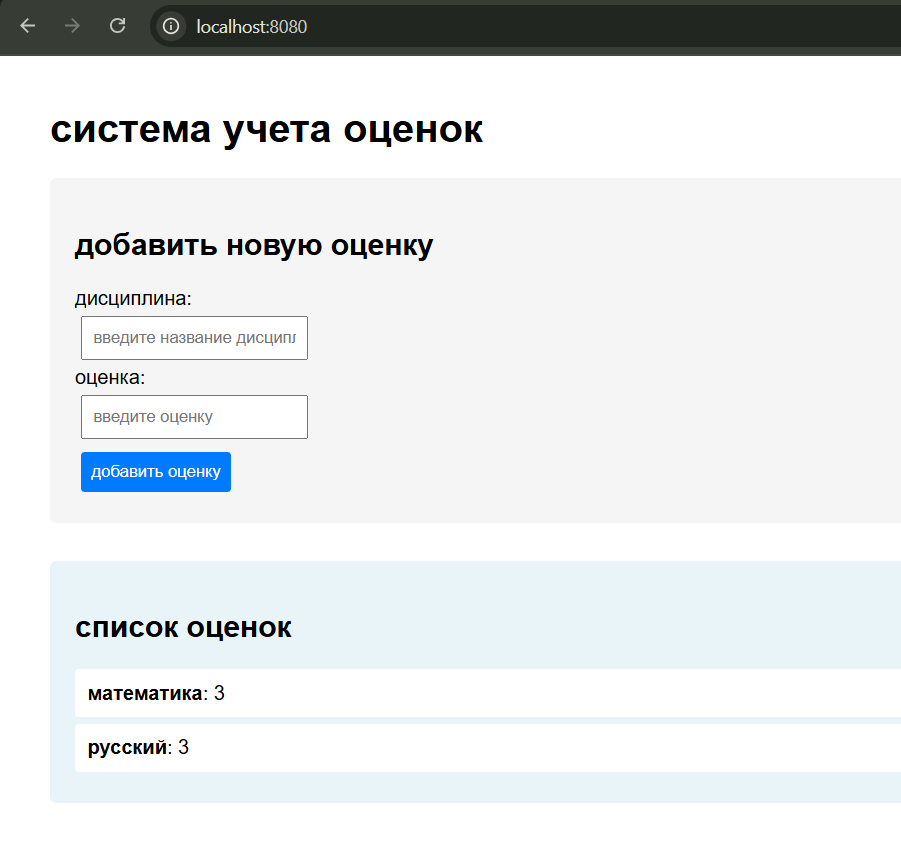 localhost:8080
система учета оценок
добавить новую оценку
дисциплина:
введите название дисципл
оценка:
введите оценку
добавить оценку
список оценок
математика: 3
русский: 3